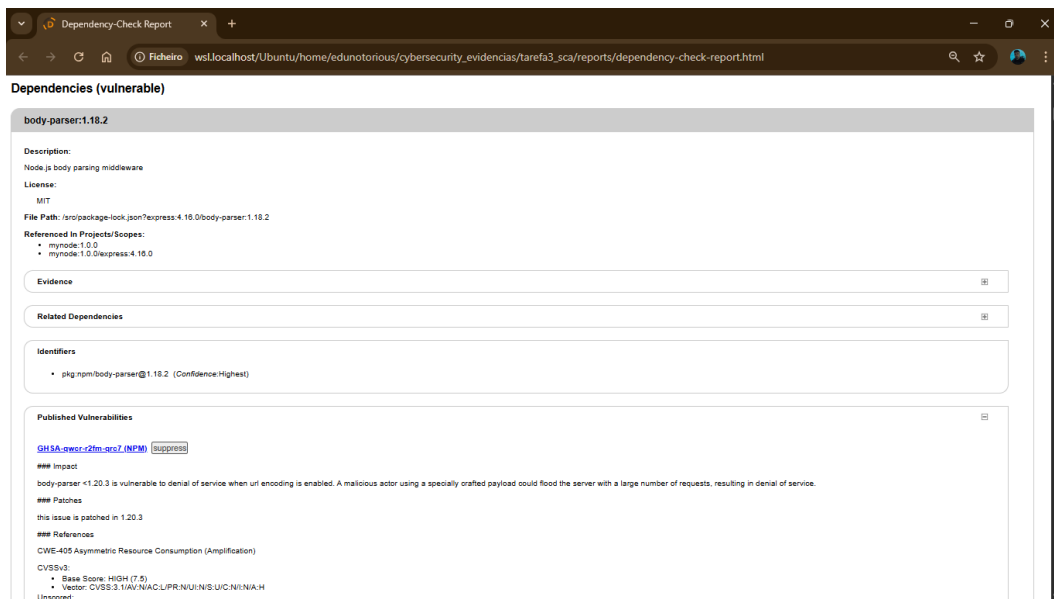 Dependency-Check Report
Ficheiro wsl.localhost/Ubuntu/home/edunotorious/cybersecurity_evidencias/tarefa3_sca/reports/dependency-check-report.html
Dependencies (vulnerable)
body-parser:1.18.2
Description:
Node.js body parsing middleware
License:
MIT
File Path: /src/package-lock.json?express:4.16.0/body-parser:1.18.2
Referenced In Projects/Scopes:
• mynode:1.0.0
• mynode:1.0.0/express:4.16.0
Evidence
Related Dependencies
Identifiers
• pkg:npm/body-parser@1.18.2 (Confidence:Highest)
Published Vulnerabilities
GHSA-qwcr-r2fm-qrc7 (NPM) suppress
### Impact
body-parser <1.20.3 is vulnerable to denial of service when url encoding is enabled. A malicious actor using a specially crafted payload could flood the server with a large number of requests, resulting in denial of service.
### Patches
this issue is patched in 1.20.3
### References
CWE-405 Asymmetric Resource Consumption (Amplification)
CVSSv3:
• Base Score: HIGH (7.5)
• Vector: CVSS:3.1/AV:N/AC:L/PR:N/UI:N/S:U/C:N/I:N/A:H
Unscored: